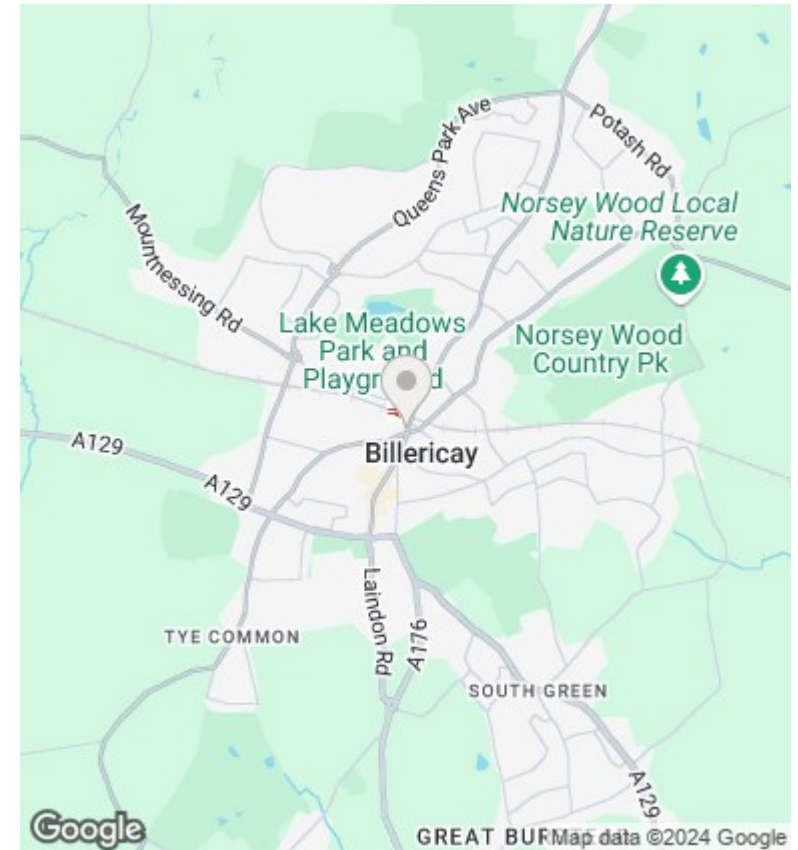 Queens Park Ave
Potash Rd
Norsey Wood Local
Nature Reserve
Mountnessing Rd
Lake Meadows
Park and
Norsey Wood
Country Pk
A129
Billericay
A129
Laindon Rd
A176
TYE COMMON
SOUTH GREEN
A129
Google
GREAT
Map data ©2024 Google